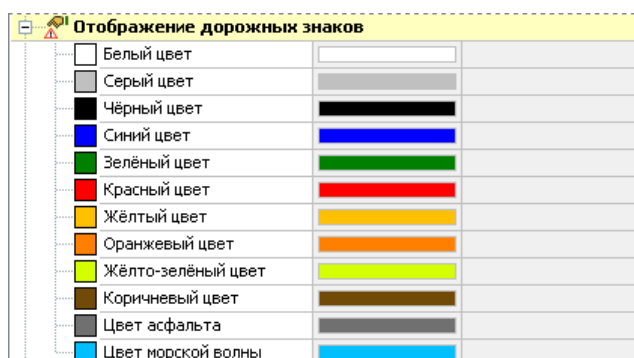 Отображение дорожных знаков
Белый цвет
Серый цвет
Чёрный цвет
Синий цвет
Зелёный цвет
Красный цвет
Жёлтый цвет
Оранжевый цвет
Жёлто-зелёный цвет
Коричневый цвет
Цвет асфальта
Цвет морской волны